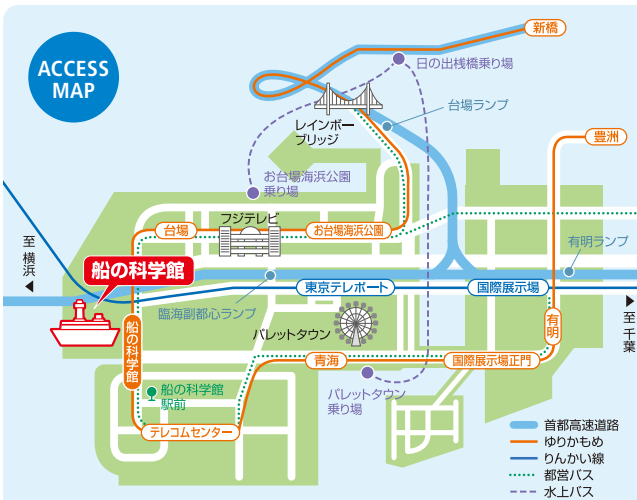 ACCESS
MAP
新橋
日の出桟橋乗り場
台場ランプ
レインボー
ブリッジ
豊洲
お台場海浜公園
乗り場
フジテレビ
台場
お台場海浜公園
有明ランプ
至横浜
船の科学館
東京テレポート
国際展示場
臨海副都心ランプ
パレットタウン
船の科学館
有明
至千葉
青海
国際展示場正門
船の科学館
駅前
パレットタウン
乗り場
テレコムセンター
首都高速道路
ゆりかもめ
りんかい線
都営バス
水上バス